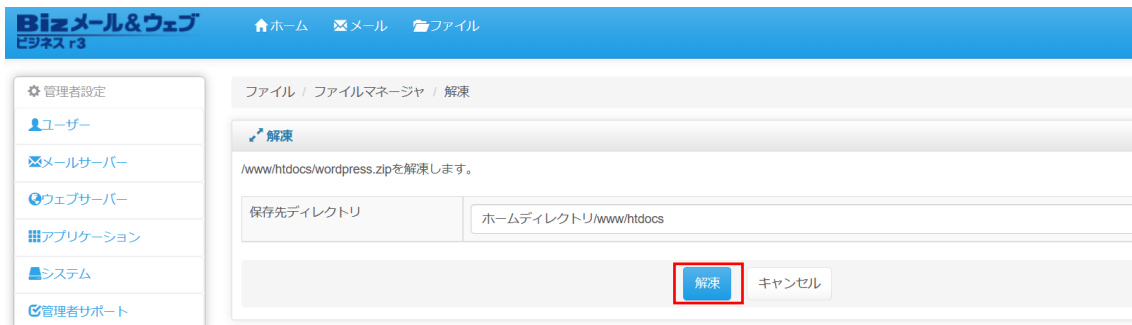 Bizメール&ウェブ
ビジネス r3
ホーム メール ファイル
管理者設定
ユーザー
メールサーバー
ウェブサーバー
アプリケーション
システム
管理者サポート
ファイル / ファイルマネージャ / 解凍
解凍
/www/htdocs/wordpress.zipを解凍します。
保存先ディレクトリ ホームディレクトリ/www/htdocs
解凍 キャンセル